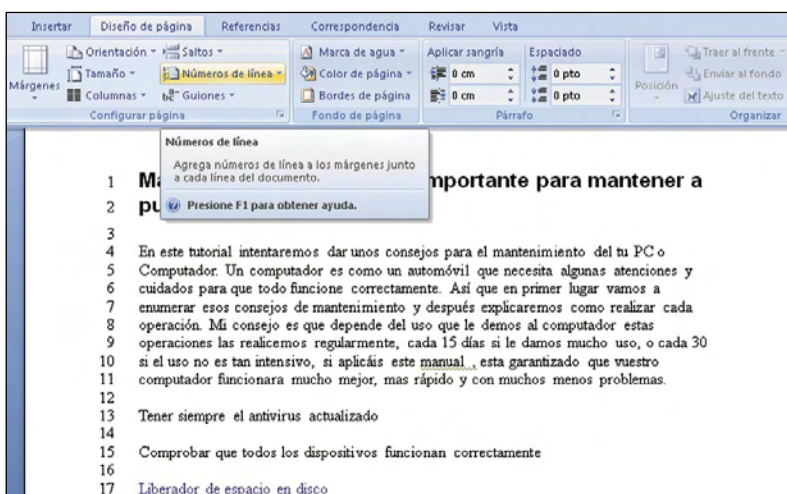 Insertar Diseño de página Referencias Correspondencia Revisar Vista
Orientación Saltos Marca de agua Aplicar sangría Espaciado Traer al frente
Márgenes Tamaño Números de línea Color de página 0 cm 0 pto Posición Enviar al fondo
Columnas Guiones Bordes de página 0 cm 0 pto Ajuste del texto
Configurar página Fondo de página Párrafo Organizar
Números de línea
Agrega números de línea a los márgenes junto
a cada línea del documento.
Presione F1 para obtener ayuda.
1 Ma mportante para mantener a
2 pu
3
4 En este tutorial intentaremos dar unos consejos para el mantenimiento del tu PC o
5 Computador. Un computador es como un automóvil que necesita algunas atenciones y
6 cuidados para que todo funcione correctamente. Así que en primer lugar vamos a
7 enumerar esos consejos de mantenimiento y después explicaremos como realizar cada
8 operación. Mi consejo es que depende del uso que le demos al computador estas
9 operaciones las realicemos regularmente, cada 15 días si le damos mucho uso, o cada 30
10 si el uso no es tan intensivo, si aplicáis este manual , esta garantizado que vuestro
11 computador funcionara mucho mejor, mas rápido y con muchos menos problemas.
12
13 Tener siempre el antivirus actualizado
14
15 Comprobar que todos los dispositivos funcionan correctamente
16
17 Liberador de espacio en disco